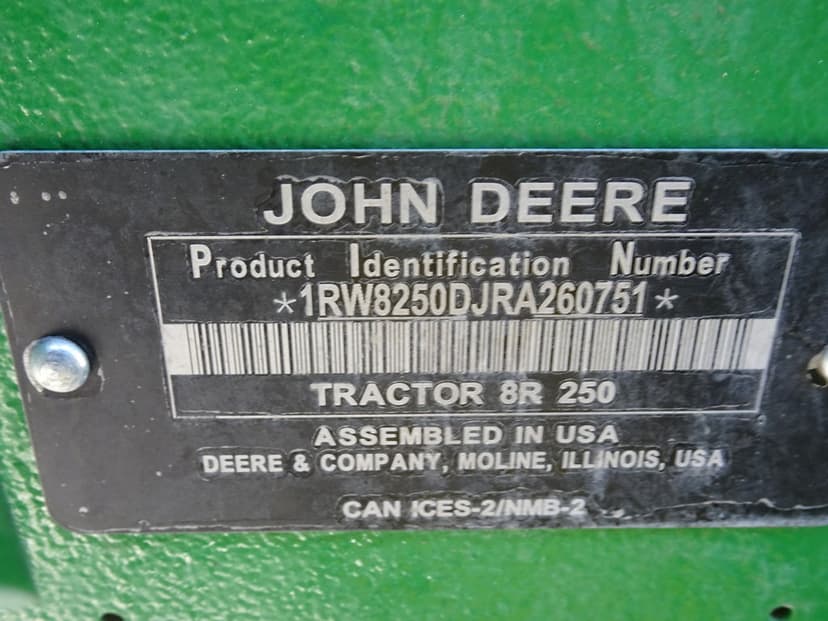 JOHN DEERE
Product Identification Number
*1RW8250DJRA260751*
TRACTOR 8R 250
ASSEMBLED IN USA
DEERE & COMPANY, MOLINE, ILLINOIS, USA
CAN ICES-2/NMB-2